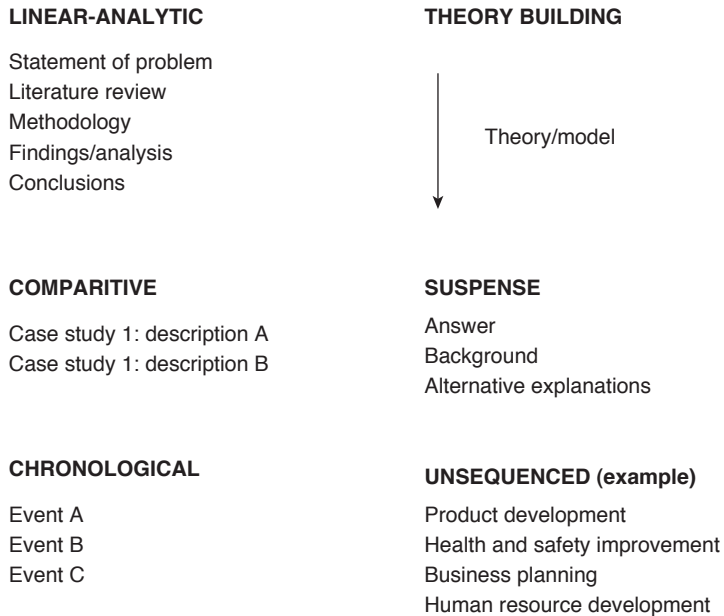 LINEAR-ANALYTIC
Statement of problem
Literature review
Methodology
Findings/analysis
Conclusions
THEORY BUILDING
Theory/model
COMPARITIVE
Case study 1: description A
Case study 1: description B
SUSPENSE
Answer
Background
Alternative explanations
CHRONOLOGICAL
Event A
Event B
Event C
UNSEQUENCED (example)
Product development
Health and safety improvement
Business planning
Human resource development